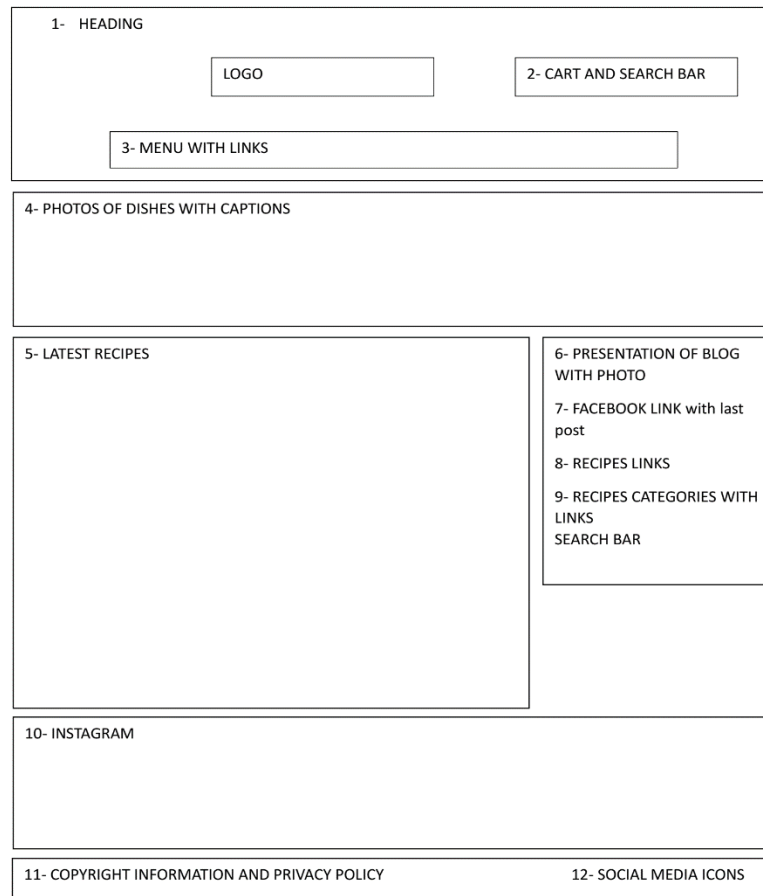 1- HEADING
LOGO
2- CART AND SEARCH BAR
3- MENU WITH LINKS
4- PHOTOS OF DISHES WITH CAPTIONS
5- LATEST RECIPES
6- PRESENTATION OF BLOG
WITH PHOTO
7- FACEBOOK LINK with last
post
8- RECIPES LINKS
9- RECIPES CATEGORIES WITH
LINKS
SEARCH BAR
10- INSTAGRAM
11- COPYRIGHT INFORMATION AND PRIVACY POLICY
12- SOCIAL MEDIA ICONS